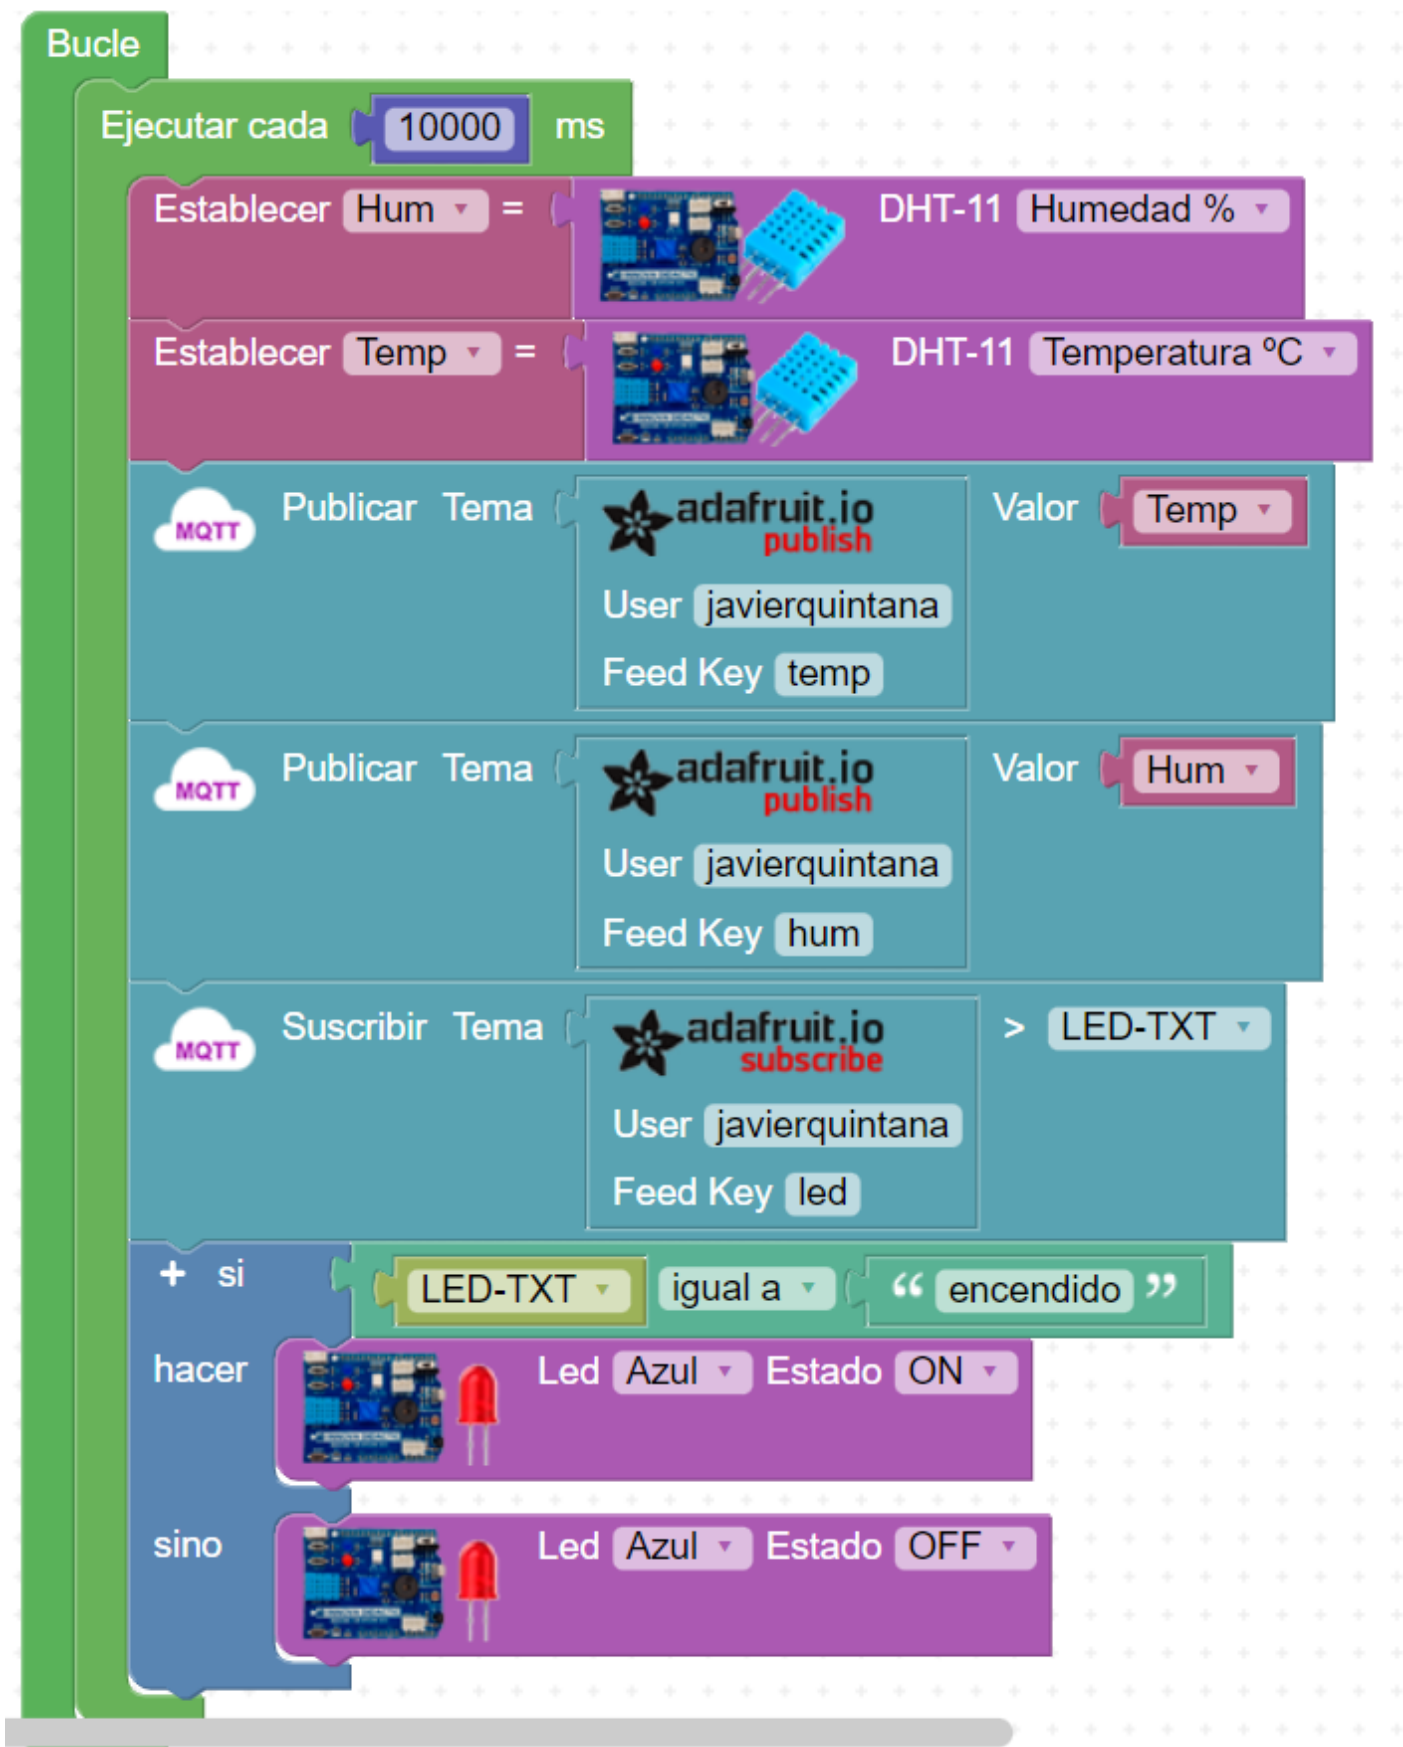 Bucle
Ejecutar cada 10000 ms
Establecer Hum = DHT-11 Humedad %
Establecer Temp = DHT-11 Temperatura ºC
MQTT Publicar Tema adafruit.io publish Valor Temp
User javierquintana
Feed Key temp
MQTT Publicar Tema adafruit.io publish Valor Hum
User javierquintana
Feed Key hum
MQTT Suscribir Tema adafruit.io subscribe > LED-TXT
User javierquintana
Feed Key led
+ si LED-TXT igual a “ encendido ”
hacer Led Azul Estado ON
sino Led Azul Estado OFF